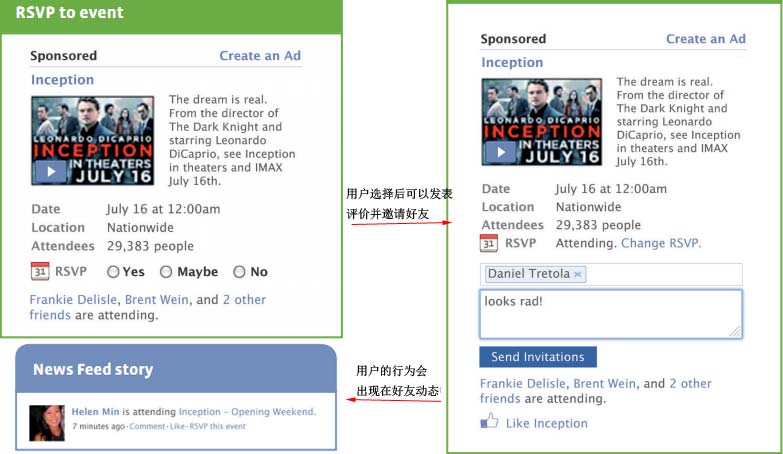 RSVP to event
Sponsored
Create an Ad
Inception
LEONARDO DICAPRIO
INCEPTION
IN THEATERS
JULY 16
The dream is real.
From the director of
The Dark Knight and
starring Leonardo
DiCaprio, see Inception
in theaters and IMAX
July 16th.
Date July 16 at 12:00am
Location Nationwide
Attendees 29,383 people
31 RSVP Yes Maybe No
Frankie Delisle, Brent Wein, and 2 other
friends are attending.
用户选择后可以发表
评价并邀请好友
Sponsored
Create an Ad
Inception
LEONARDO DICAPRIO
INCEPTION
IN THEATERS
JULY 16
The dream is real.
From the director of
The Dark Knight and
starring Leonardo
DiCaprio, see Inception
in theaters and IMAX
July 16th.
Date July 16 at 12:00am
Location Nationwide
Attendees 29,383 people
31 RSVP Attending. Change RSVP.
Daniel Tretola ×
looks rad!
Send Invitations
Frankie Delisle, Brent Wein, and 2 other
friends are attending.
Like Inception
用户的行为会
出现在好友动态
News Feed story
Helen Min is attending Inception – Opening Weekend.
7 minutes ago · Comment · Like · RSVP this event